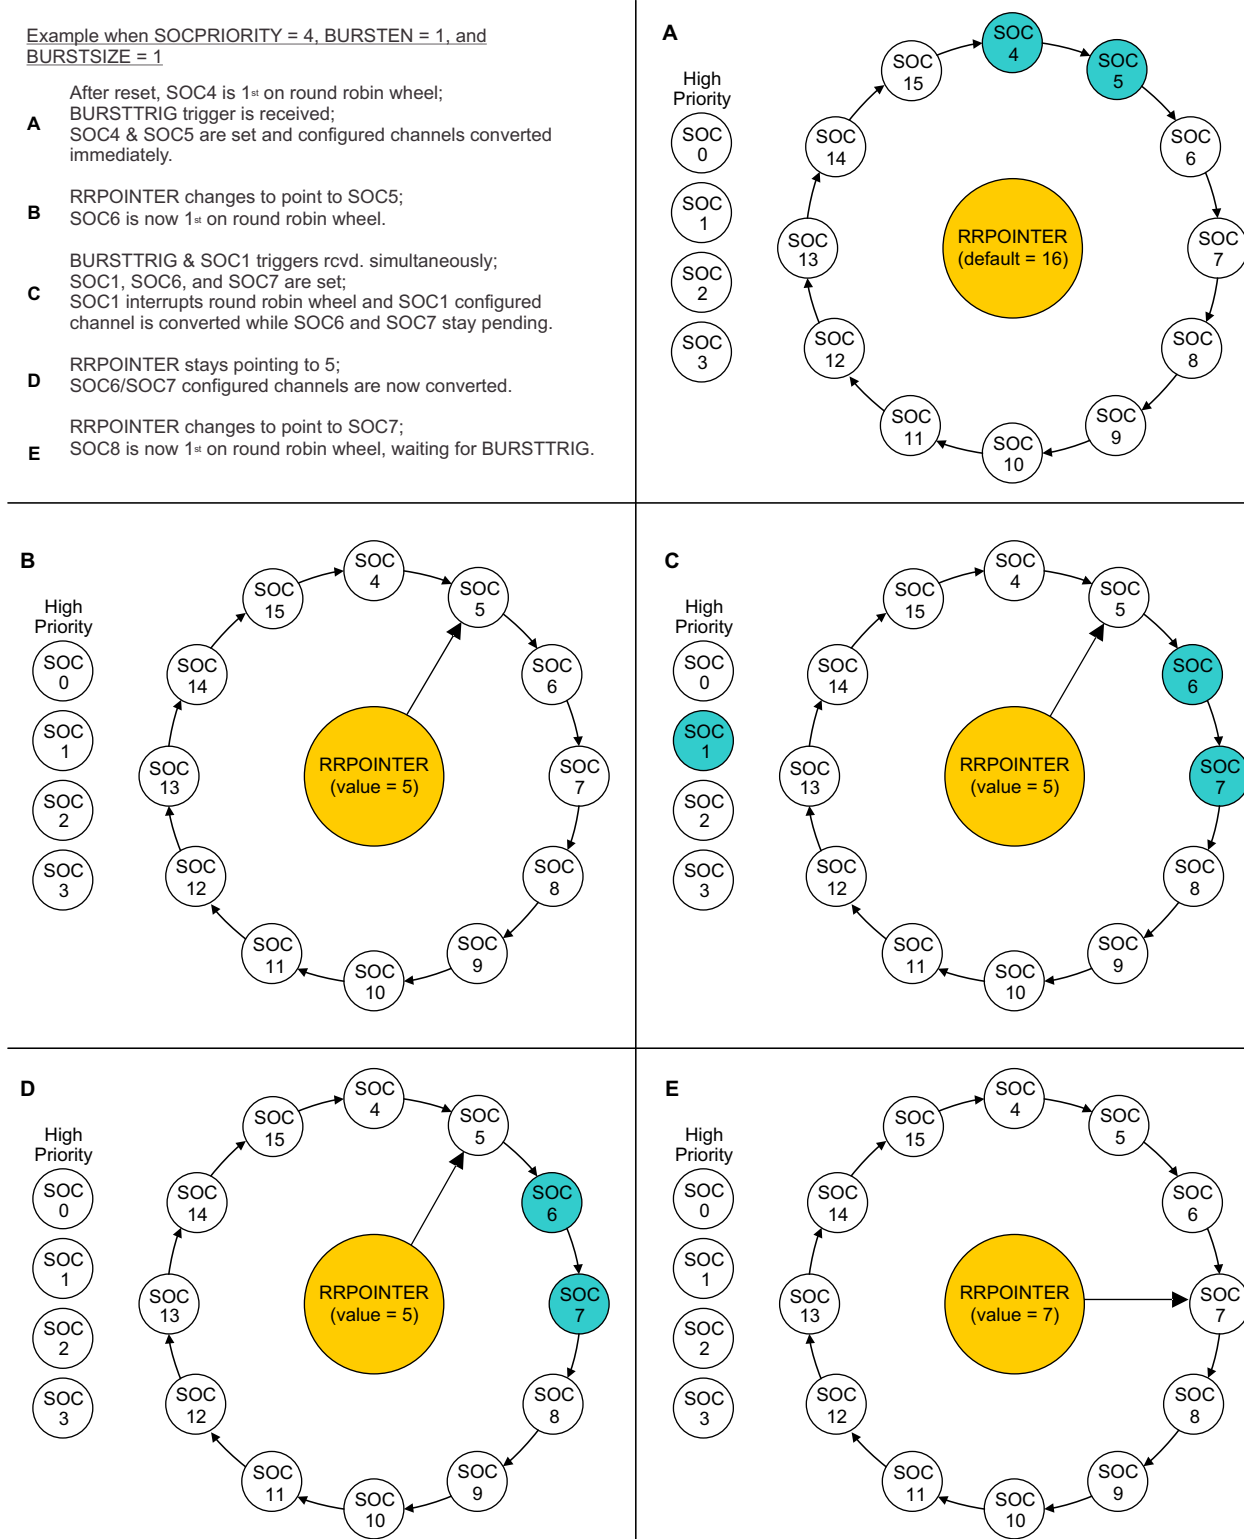 Example when SOCPRIORITY = 4, BURSTEN = 1, and
BURSTSIZE = 1
A
After reset, SOC4 is 1st on round robin wheel;
BURSTTRIG trigger is received;
SOC4 & SOC5 are set and configured channels converted
immediately.
B
RRPOINTER changes to point to SOC5;
SOC6 is now 1st on round robin wheel.
C
BURSTTRIG & SOC1 triggers rcvd. simultaneously;
SOC1, SOC6, and SOC7 are set;
SOC1 interrupts round robin wheel and SOC1 configured
channel is converted while SOC6 and SOC7 stay pending.
D
RRPOINTER stays pointing to 5;
SOC6/SOC7 configured channels are now converted.
E
RRPOINTER changes to point to SOC7;
SOC8 is now 1st on round robin wheel, waiting for BURSTTRIG.
A
High
Priority
SOC
0
SOC
1
SOC
2
SOC
3
SOC
4
SOC
5
SOC
6
SOC
7
SOC
8
SOC
9
SOC
10
SOC
11
SOC
12
SOC
13
SOC
14
SOC
15
RRPOINTER
(default = 16)
B
High
Priority
SOC
0
SOC
1
SOC
2
SOC
3
SOC
4
SOC
5
SOC
6
SOC
7
SOC
8
SOC
9
SOC
10
SOC
11
SOC
12
SOC
13
SOC
14
SOC
15
RRPOINTER
(value = 5)
C
High
Priority
SOC
0
SOC
1
SOC
2
SOC
3
SOC
4
SOC
5
SOC
6
SOC
7
SOC
8
SOC
9
SOC
10
SOC
11
SOC
12
SOC
13
SOC
14
SOC
15
RRPOINTER
(value = 5)
D
High
Priority
SOC
0
SOC
1
SOC
2
SOC
3
SOC
4
SOC
5
SOC
6
SOC
7
SOC
8
SOC
9
SOC
10
SOC
11
SOC
12
SOC
13
SOC
14
SOC
15
RRPOINTER
(value = 5)
E
High
Priority
SOC
0
SOC
1
SOC
2
SOC
3
SOC
4
SOC
5
SOC
6
SOC
7
SOC
8
SOC
9
SOC
10
SOC
11
SOC
12
SOC
13
SOC
14
SOC
15
RRPOINTER
(value = 7)